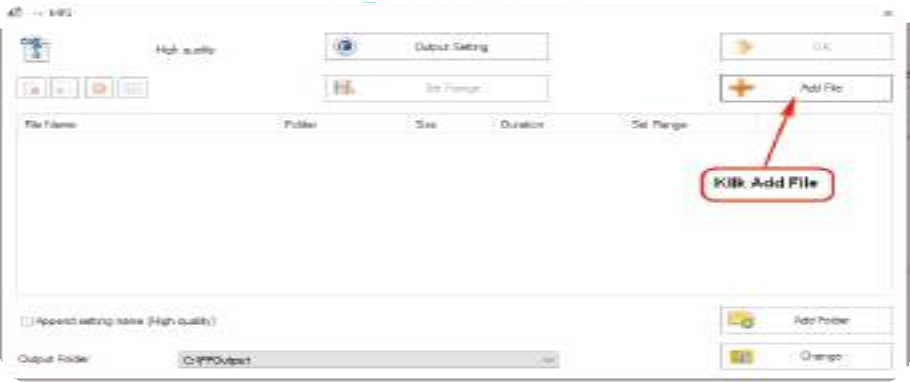 High quality
Output Setting
OK
Set Range
Add File
File Name Folder Size Duration Set Range
Klik Add File
Append setting name [High quality]
Add Folder
Output Folder C:\FFOutput
Change